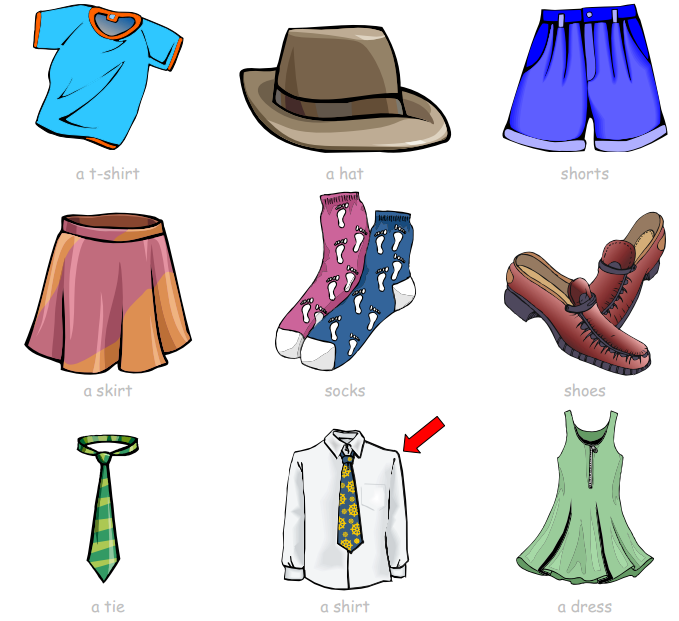 a t-shirt
a hat
shorts
a skirt
socks
shoes
a tie
a shirt
a dress